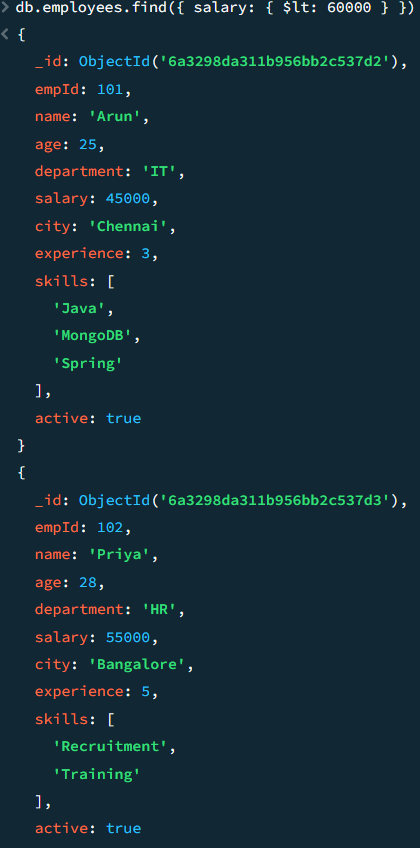 db.employees.find({ salary: { $lt: 60000 } })
{
_id: ObjectId('6a3298da311b956bb2c537d2'),
empId: 101,
name: 'Arun',
age: 25,
department: 'IT',
salary: 45000,
city: 'Chennai',
experience: 3,
skills: [
'Java',
'MongoDB',
'Spring'
],
active: true
}
{
_id: ObjectId('6a3298da311b956bb2c537d3'),
empId: 102,
name: 'Priya',
age: 28,
department: 'HR',
salary: 55000,
city: 'Bangalore',
experience: 5,
skills: [
'Recruitment',
'Training'
],
active: true